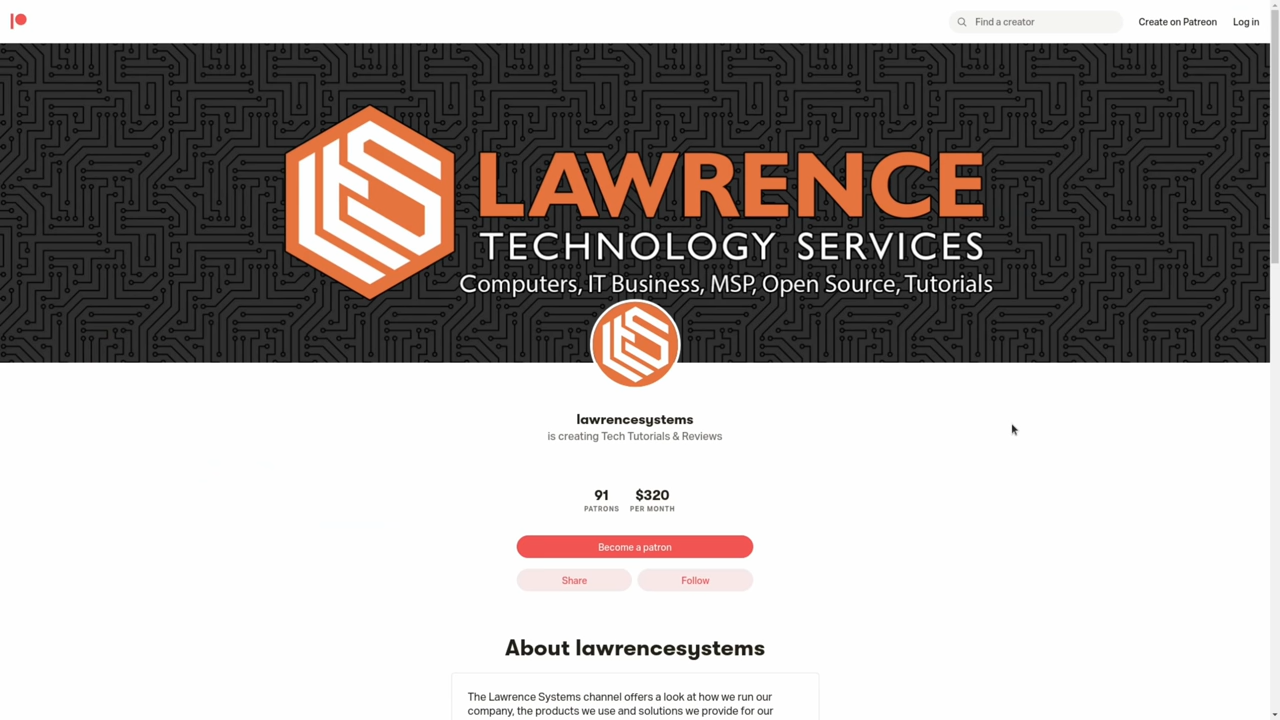 Find a creator
Create on Patreon
Log in
LAWRENCE
TECHNOLOGY SERVICES
Computers, IT Business, MSP, Open Source, Tutorials
lawrencesystems
is creating Tech Tutorials & Reviews
91
$320
PATRONS
PER MONTH
Become a patron
Share
Follow
About lawrencesystems
The Lawrence Systems channel offers a look at how we run our
company, the products we use and solutions we provide for our